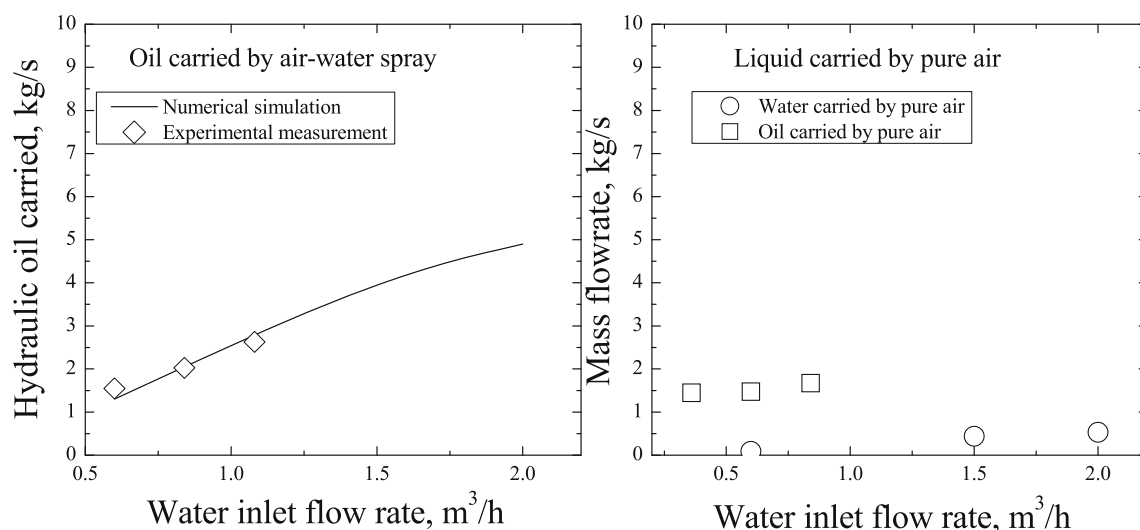 Oil carried by air-water spray
Numerical simulation
Experimental measurement
Hydraulic oil carried, kg/s
10
9
8
7
6
5
4
3
2
1
0
0.5 1.0 1.5 2.0
Water inlet flow rate, m³/h
Liquid carried by pure air
Water carried by pure air
Oil carried by pure air
Mass flowrate, kg/s
10
9
8
7
6
5
4
3
2
1
0
0.5 1.0 1.5 2.0
Water inlet flow rate, m³/h